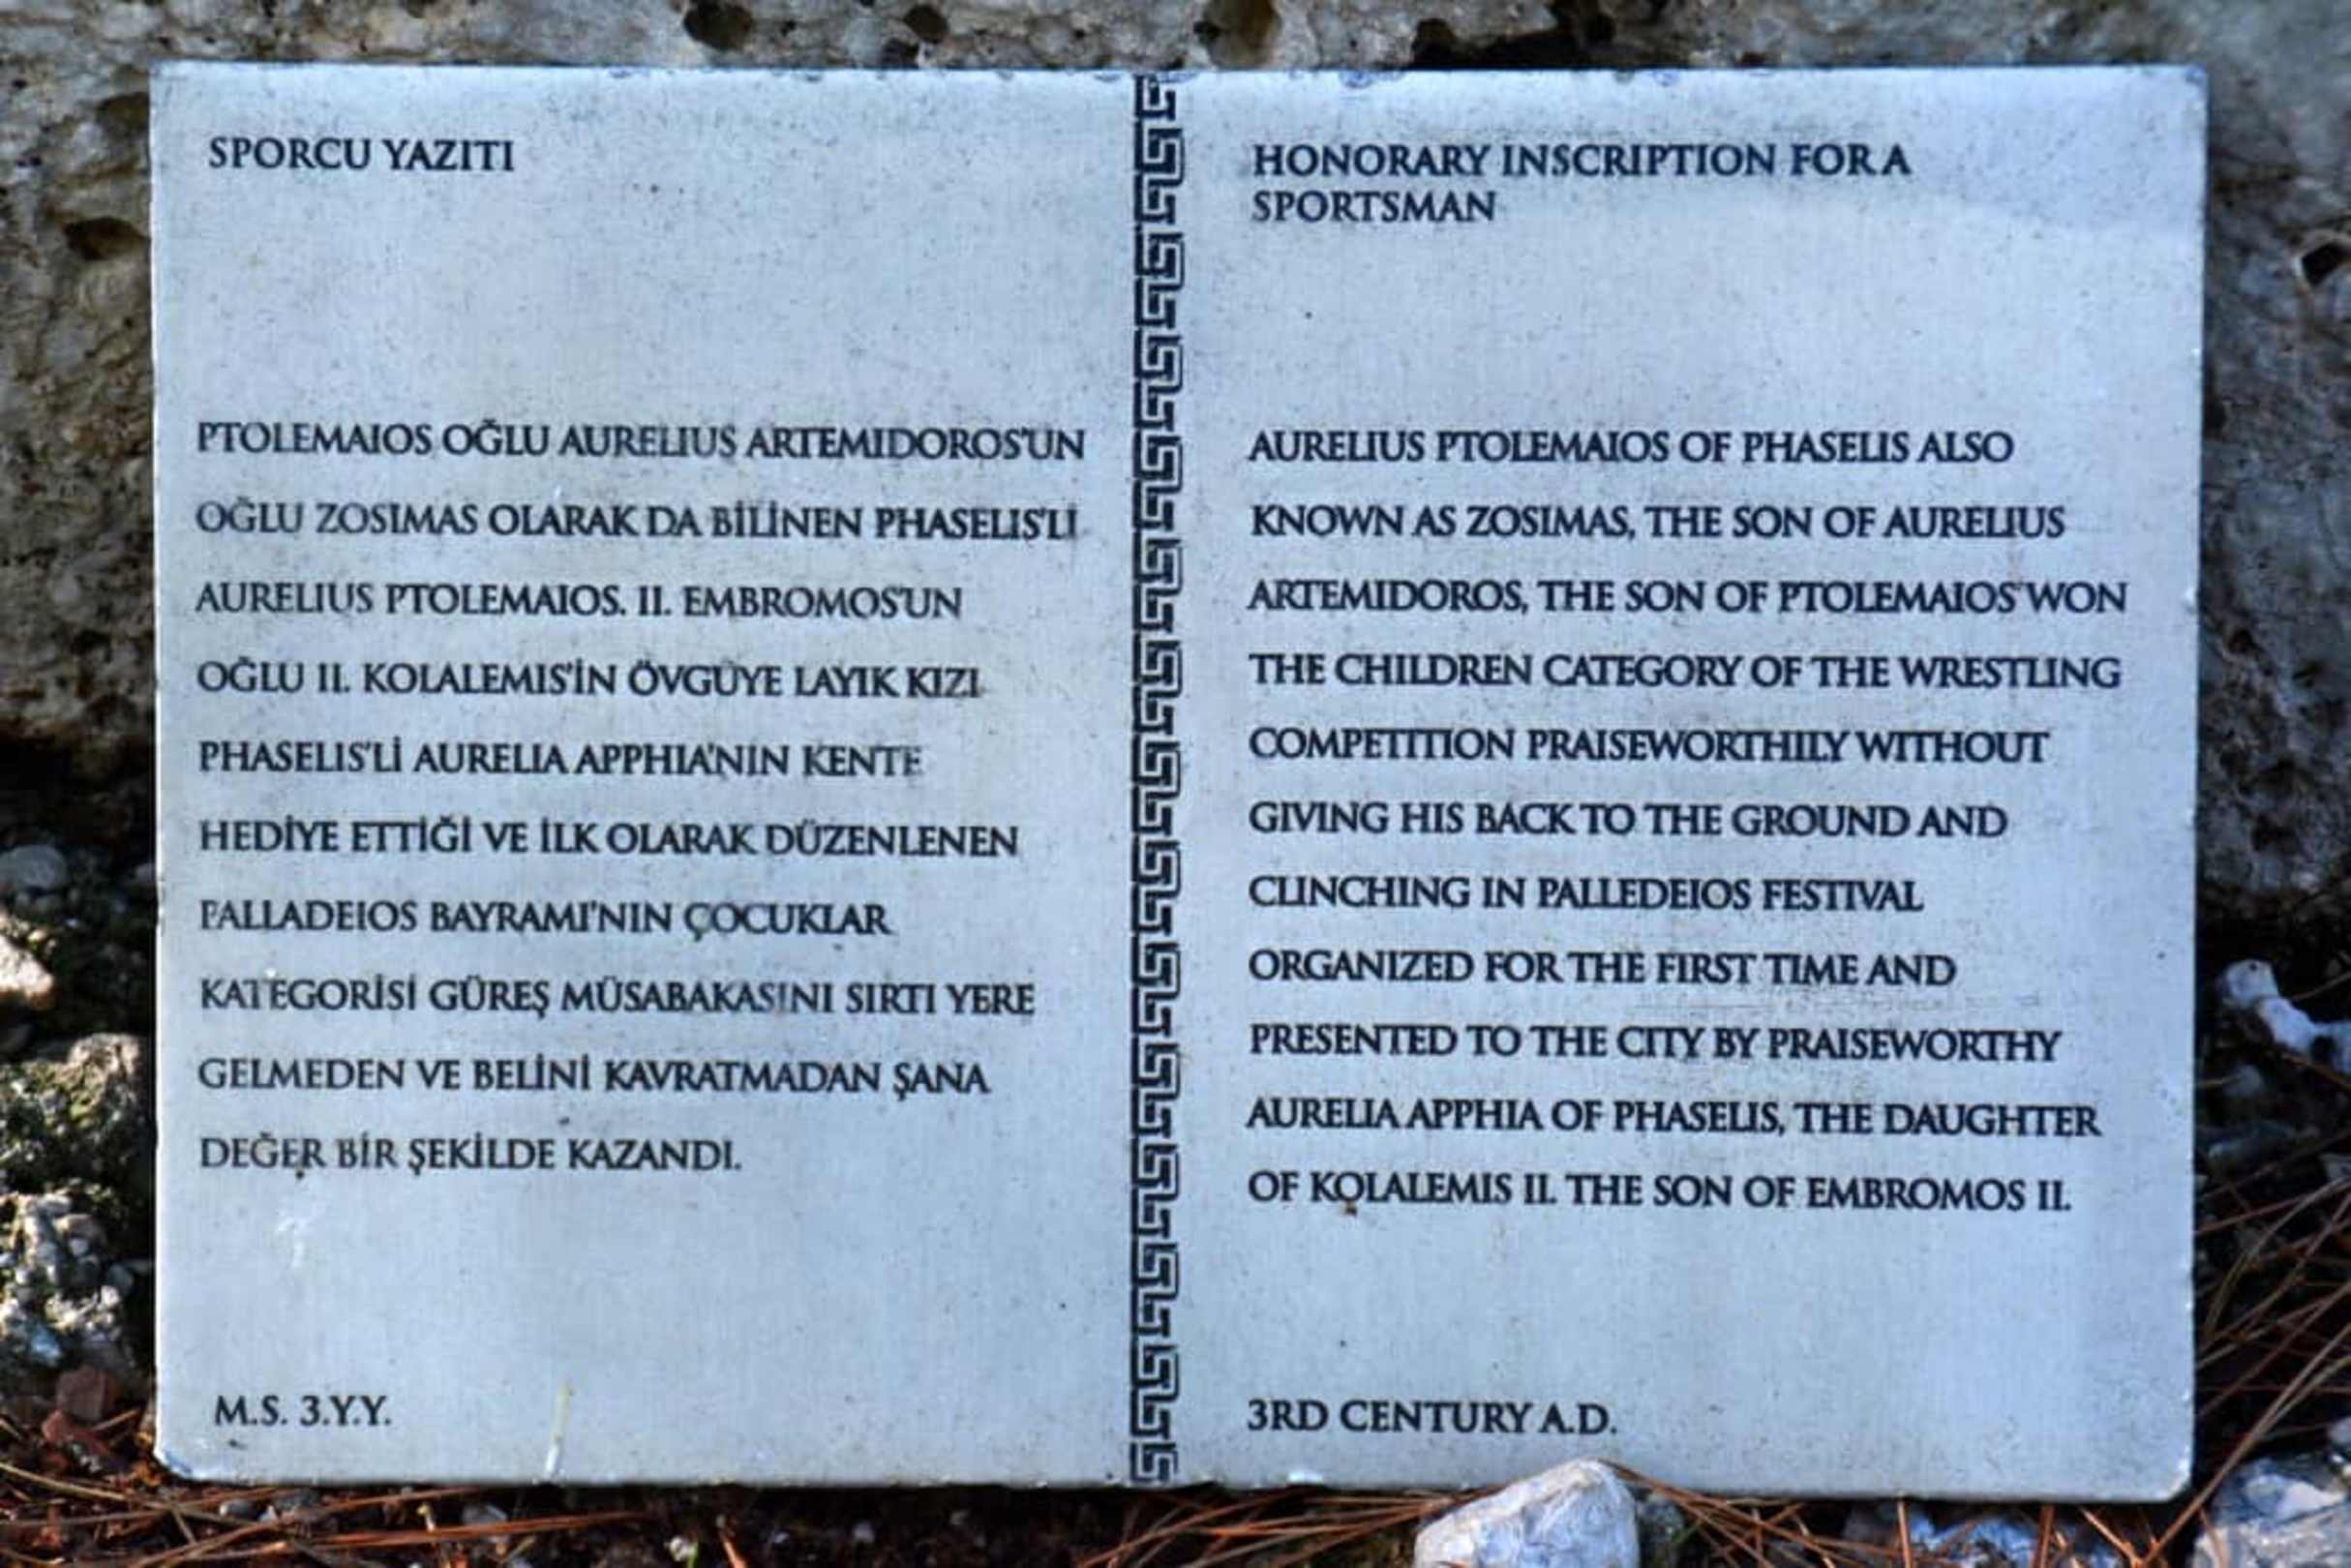 SPORCU YAZITI
PTOLEMAIOS OĞLU AURELIUS ARTEMIDOROS'UN
OĞLU ZOSIMAS OLARAK DA BİLİNEN PHASELIS'Lİ
AURELIUS PTOLEMAIOS. II. EMBROMOS'UN
OĞLU II. KOLALEMIS'İN ÖVGÜYE LAYIK KIZI
PHASELIS'Lİ AURELIA APPHIA'NIN KENTE
HEDİYE ETTİĞİ VE İLK OLARAK DÜZENLENEN
PALLADEIOS BAYRAMI'NIN ÇOCUKLAR
KATEGORİSİ GÜREŞ MÜSABAKASINI SIRTI YERE
GELMEDEN VE BELİNİ KAVRATMADAN ŞANA
DEĞER BİR ŞEKİLDE KAZANDI.
M.S. 3.Y.Y.
HONORARY INSCRIPTION FOR A
SPORTSMAN
AURELIUS PTOLEMAIOS OF PHASELIS ALSO
KNOWN AS ZOSIMAS, THE SON OF AURELIUS
ARTEMIDOROS, THE SON OF PTOLEMAIOS' WON
THE CHILDREN CATEGORY OF THE WRESTLING
COMPETITION PRAISEWORTHILY WITHOUT
GIVING HIS BACK TO THE GROUND AND
CLINCHING IN PALLEDEIOS FESTIVAL
ORGANIZED FOR THE FIRST TIME AND
PRESENTED TO THE CITY BY PRAISEWORTHY
AURELIA APPHIA OF PHASELIS, THE DAUGHTER
OF KOLALEMIS II. THE SON OF EMBROMOS II.
3RD CENTURY A.D.